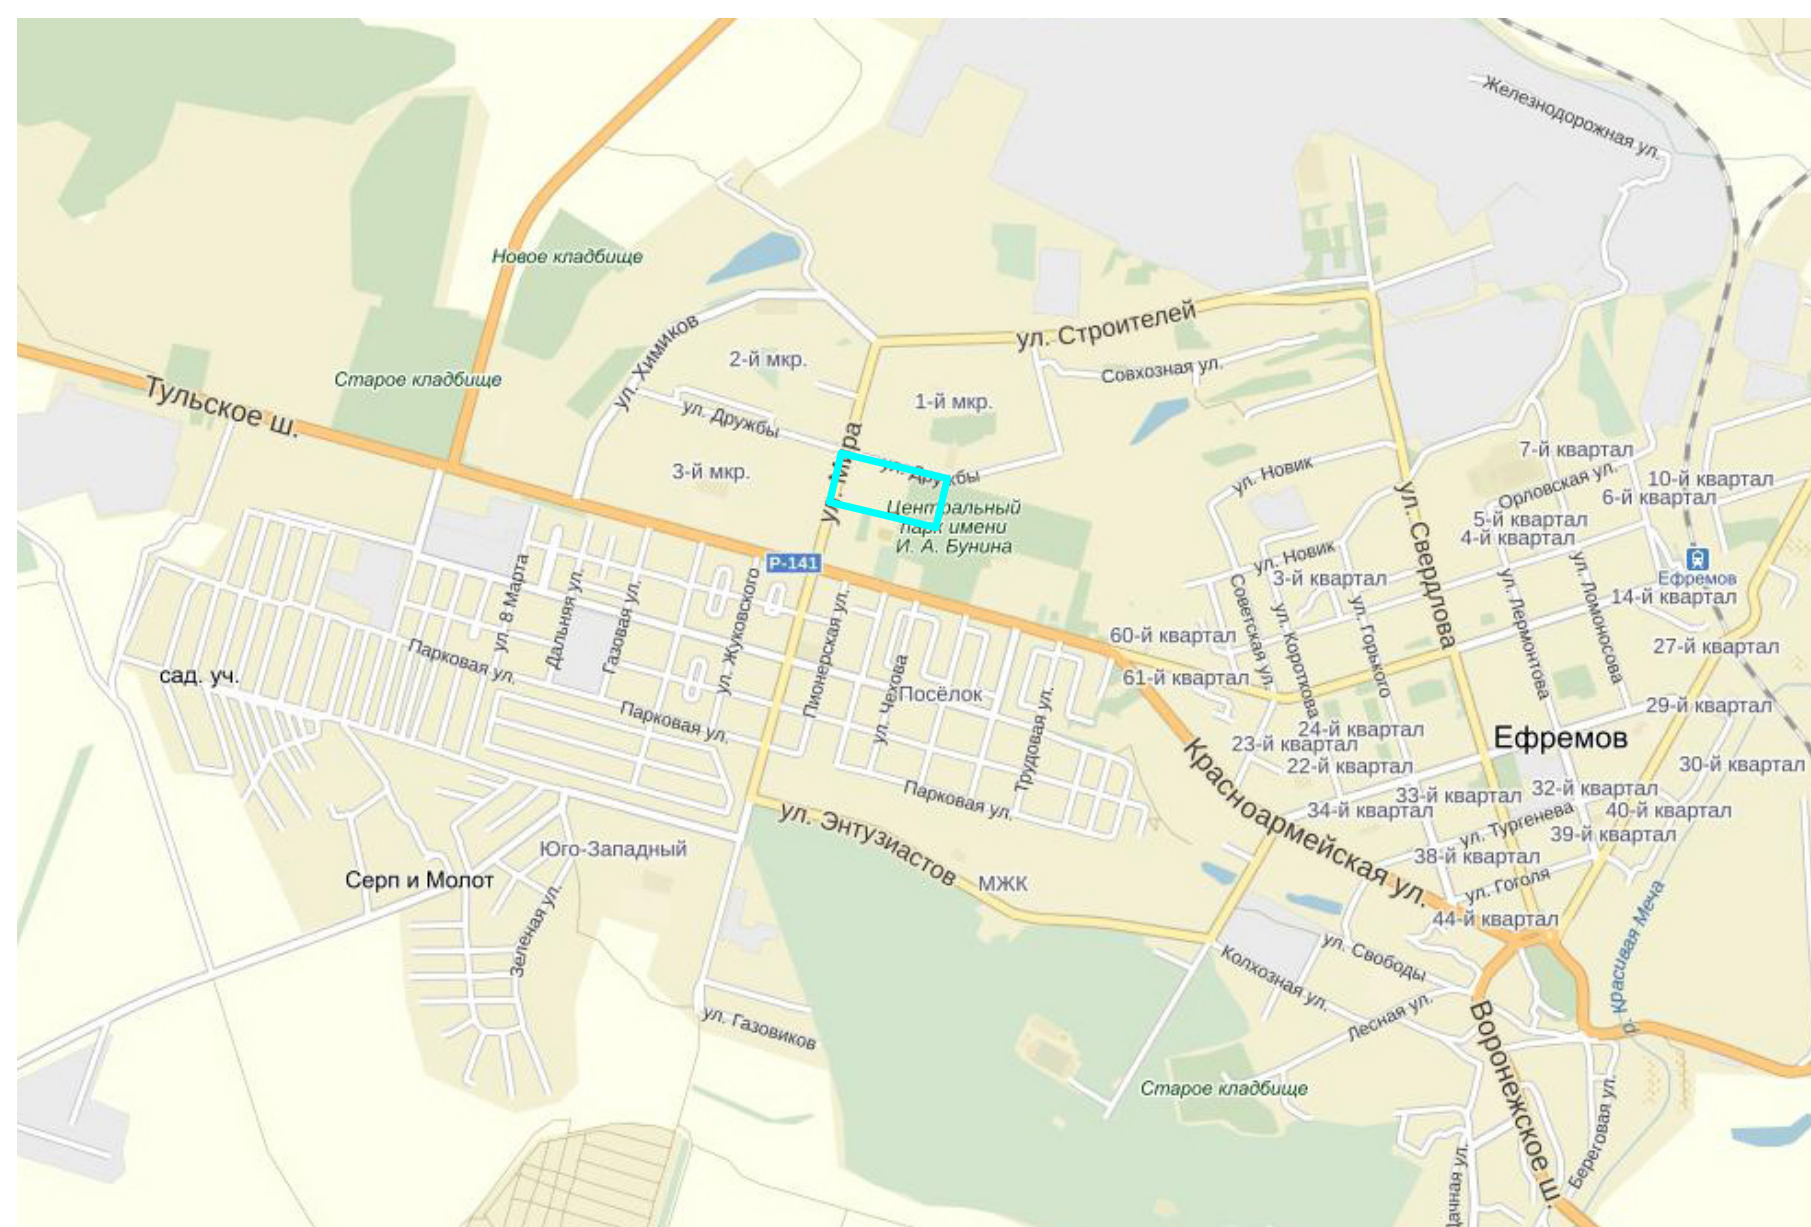 Железнодорожная ул.
Новое кладбище
ул. Химиков
ул. Строителей
2-й мкр.
Совхозная ул.
Старое кладбище
Тульское ш.
1-й мкр.
ул. Дружбы
ул. Мира
3-й мкр.
ул. Дружбы
7-й квартал
ул. Новик
10-й квартал
Орловская ул.
6-й квартал
Центральный
парк имени
И. А. Бунина
5-й квартал
4-й квартал
ул. Свердлова
Р-141
ул. Новик
3-й квартал
Ефремов
14-й квартал
ул. 8 Марта
Дальняя ул.
Газовая ул.
ул. Жуковского
Пионерская ул.
Советская ул.
ул. Короткова
ул. Горького
ул. Лермонтова
ул. Ломоносова
60-й квартал
27-й квартал
Парковая ул.
сад. уч.
61-й квартал
ул. Чехова
Посёлок
Трудовая ул.
29-й квартал
Парковая ул.
24-й квартал
23-й квартал
Ефремов
22-й квартал
30-й квартал
Красноармейская ул.
Парковая ул.
33-й квартал
32-й квартал
34-й квартал
40-й квартал
ул. Тургенева
39-й квартал
ул. Энтузиастов
Юго-Западный
38-й квартал
Серп и Молот
МЖК
ул. Гоголя
44-й квартал
Зеленая ул.
р. Красивая Меча
ул. Свободы
Колхозная ул.
Лесная ул.
ул. Газовиков
Воронежское ш.
Старое кладбище
Береговая ул.